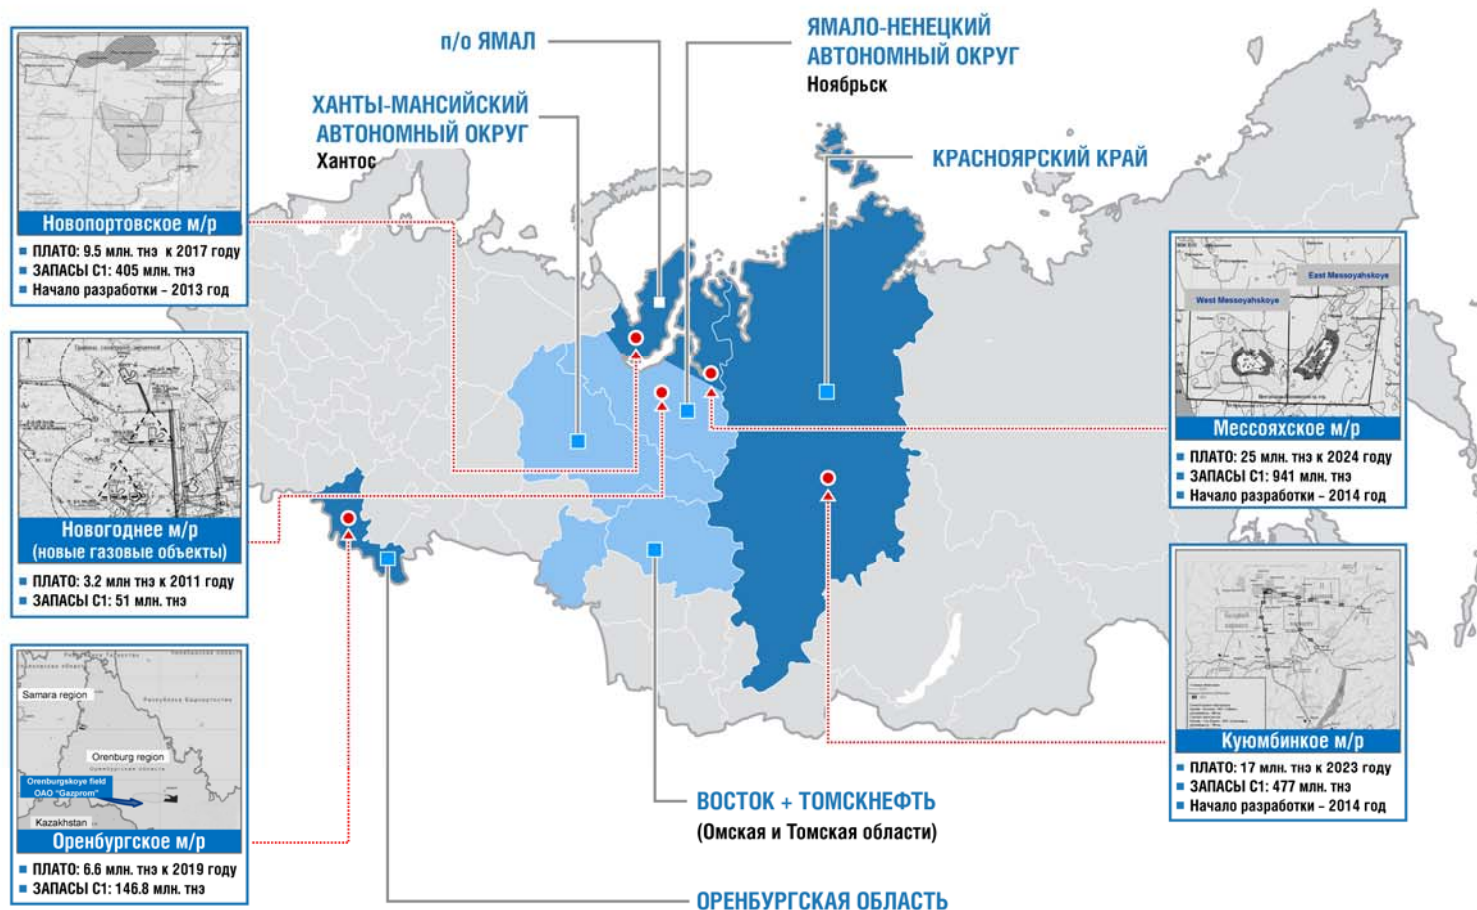 п/о ЯМАЛ
ЯМАЛО-НЕНЕЦКИЙ
АВТОНОМНЫЙ ОКРУГ
Ноябрьск
ХАНТЫ-МАНСИЙСКИЙ
АВТОНОМНЫЙ ОКРУГ
Хантос
КРАСНОЯРСКИЙ КРАЙ
Новопортовское м/р
ПЛАТО: 9.5 млн. тнэ к 2017 году
ЗАПАСЫ С1: 405 млн. тнэ
Начало разработки – 2013 год
Новогоднее м/р
(новые газовые объекты)
ПЛАТО: 3.2 млн тнэ к 2011 году
ЗАПАСЫ С1: 51 млн. тнэ
Samara region
Orenburg region
Orenburgskoye field
ОАО "Gazprom"
Kazakhstan
Оренбургское м/р
ПЛАТО: 6.6 млн. тнэ к 2019 году
ЗАПАСЫ С1: 146.8 млн. тнэ
East Messoyahskoye
West Messoyahskoye
Мессояхское м/р
ПЛАТО: 25 млн. тнэ к 2024 году
ЗАПАСЫ С1: 941 млн. тнэ
Начало разработки – 2014 год
Куюмбинкое м/р
ПЛАТО: 17 млн. тнэ к 2023 году
ЗАПАСЫ С1: 477 млн. тнэ
Начало разработки – 2014 год
ВОСТОК + ТОМСКНЕФТЬ
(Омская и Томская области)
ОРЕНБУРГСКАЯ ОБЛАСТЬ